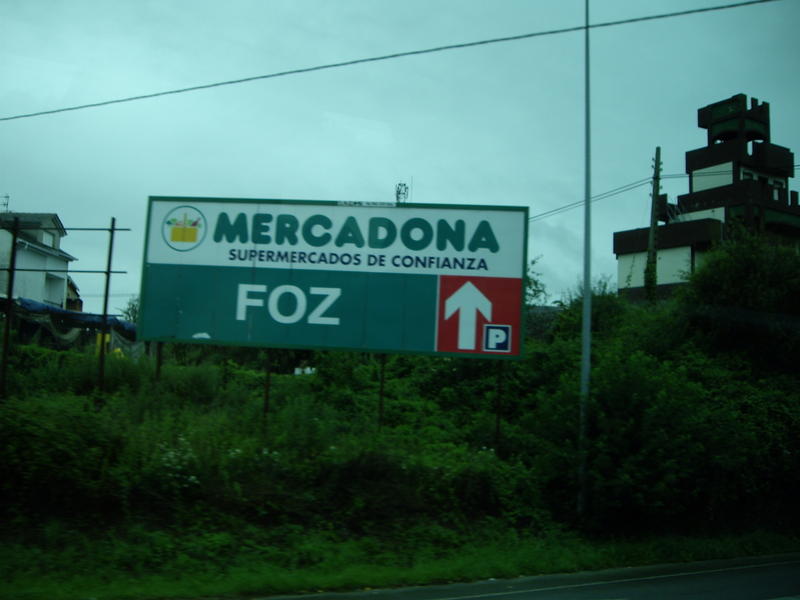 MERCADONA
SUPERMERCADOS DE CONFIANZA
FOZ
P